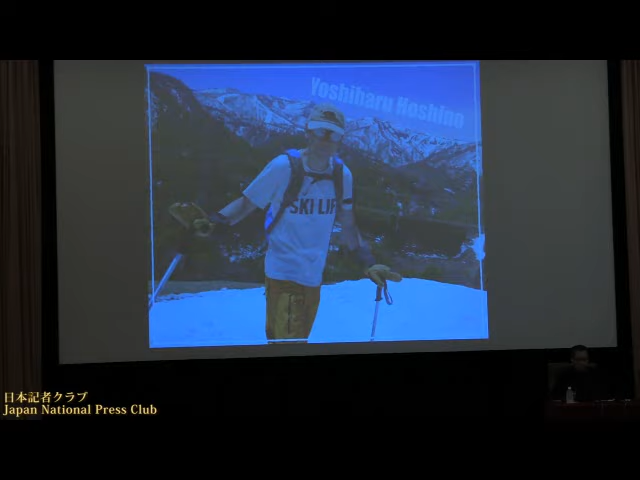 Yoshiharu Hoshino
SKI LIF
日本記者クラブ
Japan National Press Club